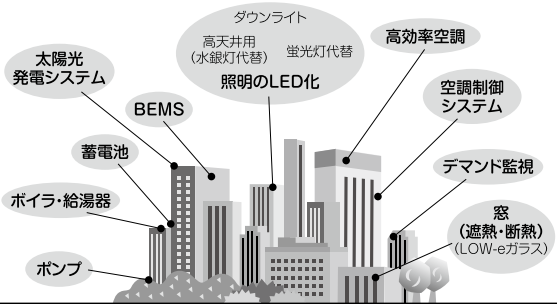 ダウンライト
高天井用
（水銀灯代替）
蛍光灯代替
照明のLED化
太陽光
発電システム
BEMS
蓄電池
ボイラ・給湯器
ポンプ
高効率空調
空調制御
システム
デマンド監視
窓
（遮熱・断熱）
（LOW-eガラス）